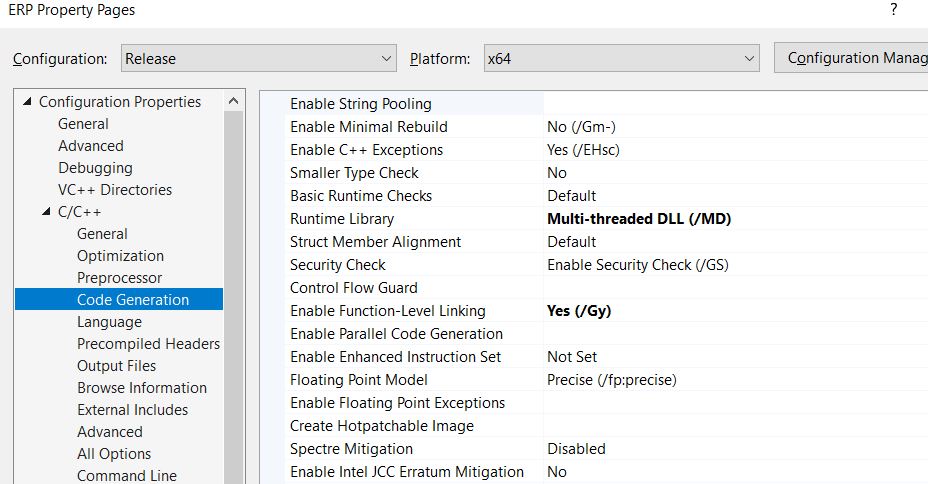 ERP Property Pages ?
Configuration: Release Platform: x64 Configuration Manag
Configuration Properties
General
Advanced
Debugging
VC++ Directories
C/C++
General
Optimization
Preprocessor
Code Generation
Language
Precompiled Headers
Output Files
Browse Information
External Includes
Advanced
All Options
Command Line
Enable String Pooling
Enable Minimal Rebuild No (/Gm-)
Enable C++ Exceptions Yes (/EHsc)
Smaller Type Check No
Basic Runtime Checks Default
Runtime Library Multi-threaded DLL (/MD)
Struct Member Alignment Default
Security Check Enable Security Check (/GS)
Control Flow Guard
Enable Function-Level Linking Yes (/Gy)
Enable Parallel Code Generation
Enable Enhanced Instruction Set Not Set
Floating Point Model Precise (/fp:precise)
Enable Floating Point Exceptions
Create Hotpatchable Image
Spectre Mitigation Disabled
Enable Intel JCC Erratum Mitigation No